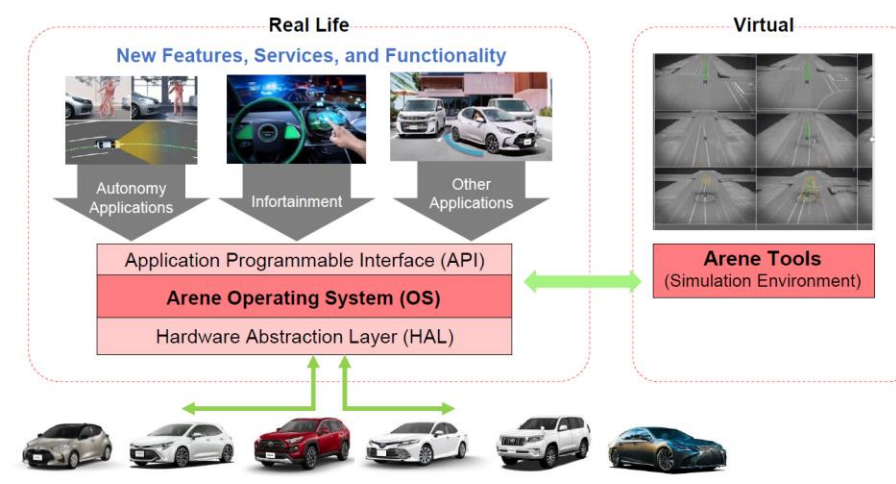 Real Life
Virtual
New Features, Services, and Functionality
Autonomy
Applications
Infortainment
Other
Applications
Application Programmable Interface (API)
Arene Operating System (OS)
Hardware Abstraction Layer (HAL)
Arene Tools
(Simulation Environment)